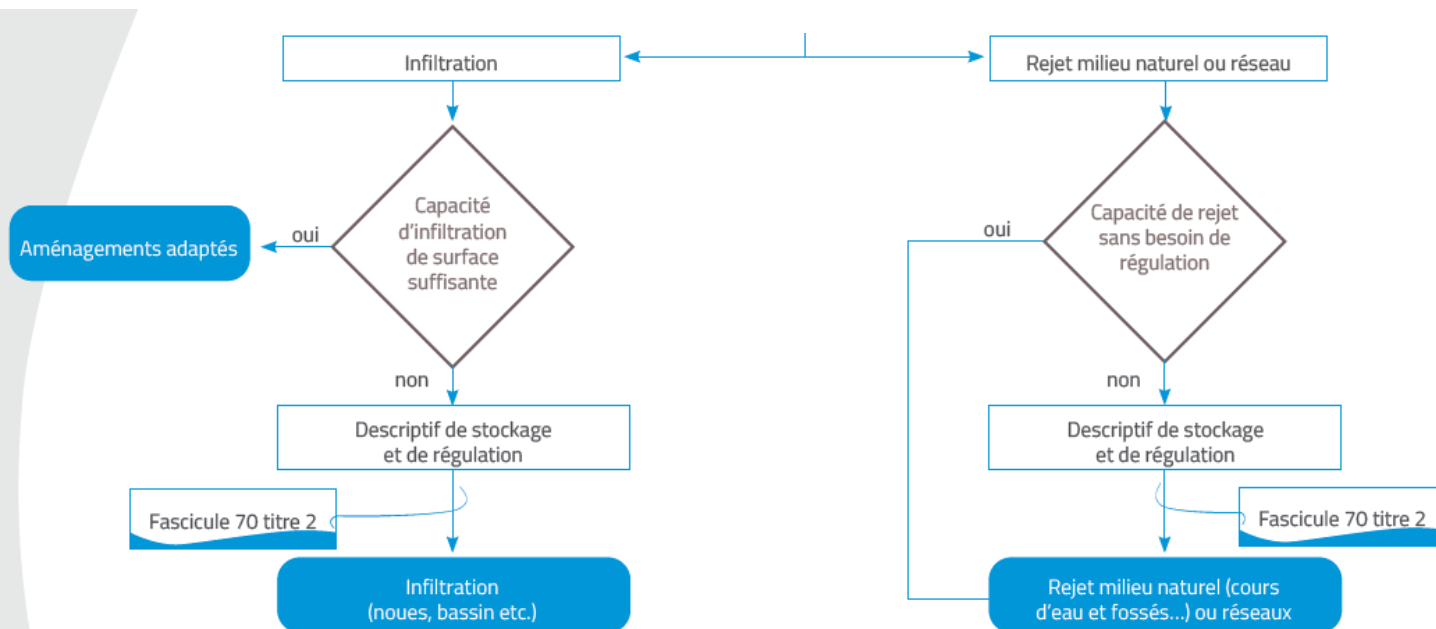 Infiltration
Rejet milieu naturel ou réseau
Capacité
d'infiltration
de surface
suffisante
oui
Aménagements adaptés
Capacité de rejet
sans besoin de
régulation
oui
non
non
Descriptif de stockage
et de régulation
Descriptif de stockage
et de régulation
Fascicule 70 titre 2
Fascicule 70 titre 2
Infiltration
(noues, bassin etc.)
Rejet milieu naturel (cours
d'eau et fossés...) ou réseaux